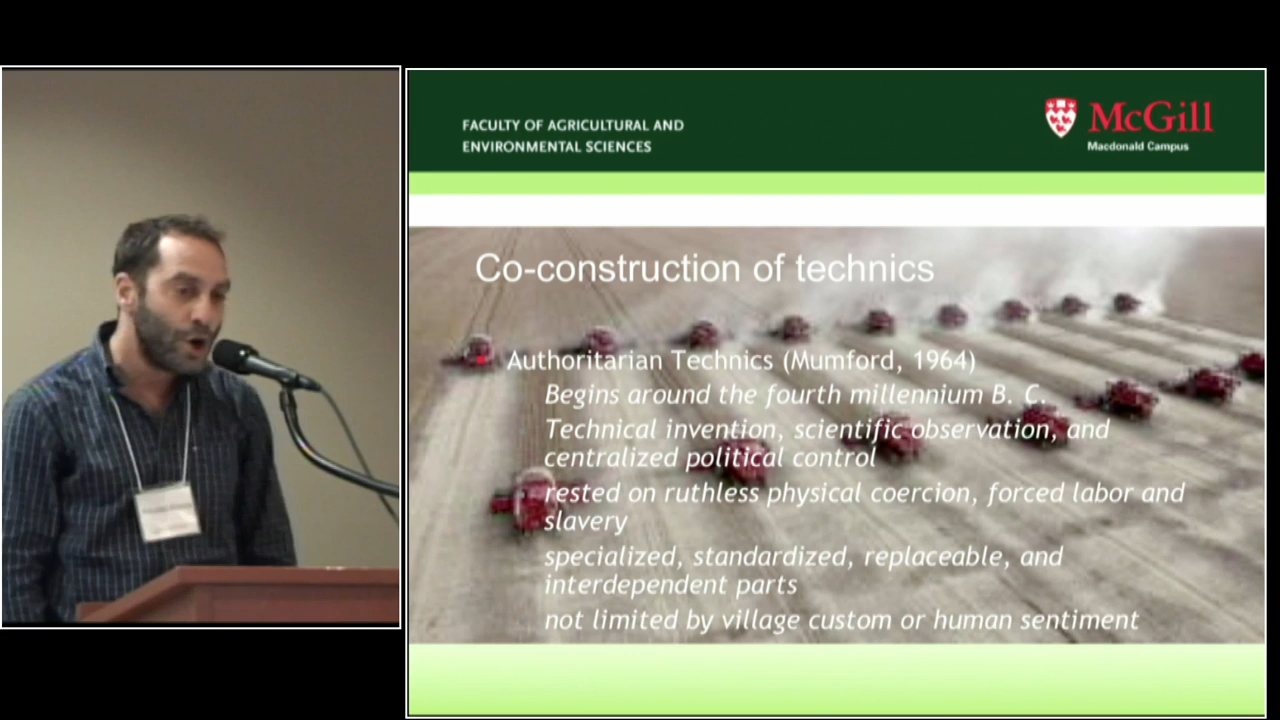 FACULTY OF AGRICULTURAL AND
ENVIRONMENTAL SCIENCES
McGill
Macdonald Campus
Co-construction of technics
Authoritarian Technics (Mumford, 1964)
Begins around the fourth millennium B. C.
Technical invention, scientific observation, and
centralized political control
rested on ruthless physical coercion, forced labor and
slavery
specialized, standardized, replaceable, and
interdependent parts
not limited by village custom or human sentiment